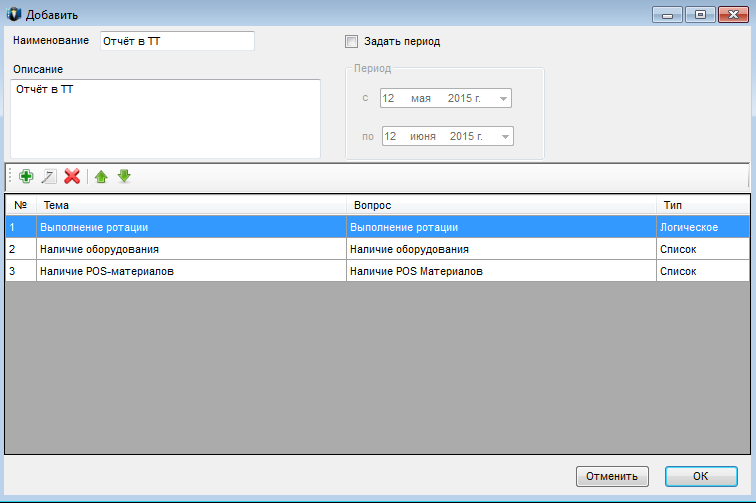 Добавить
Наименование Отчёт в ТТ Задать период
Описание Период
Отчёт в ТТ
с 12 мая 2015 г.
по 12 июня 2015 г.
№ Тема Вопрос Тип
1 Выполнение ротации Выполнение ротации Логическое
2 Наличие оборудования Наличие оборудования Список
3 Наличие POS-материалов Наличие POS Материалов Список
Отменить OK